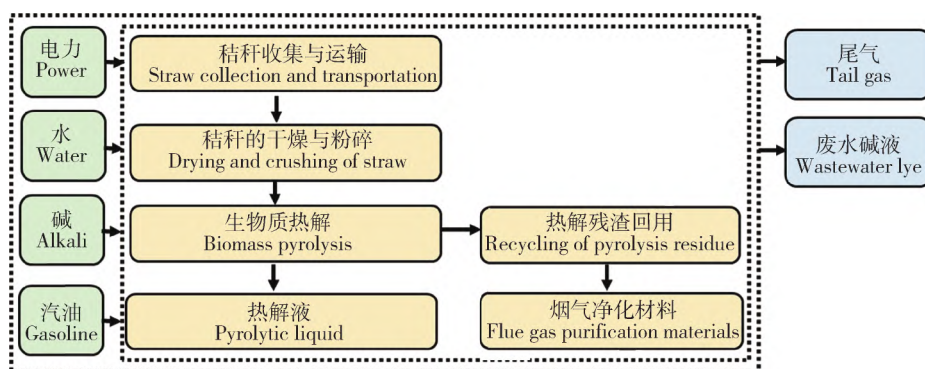 电力
Power
秸秆收集与运输
Straw collection and transportation
尾气
Tail gas
水
Water
秸秆的干燥与粉碎
Drying and crushing of straw
废水碱液
Wastewater lye
碱
Alkali
生物质热解
Biomass pyrolysis
热解残渣回用
Recycling of pyrolysis residue
汽油
Gasoline
热解液
Pyrolytic liquid
烟气净化材料
Flue gas purification materials